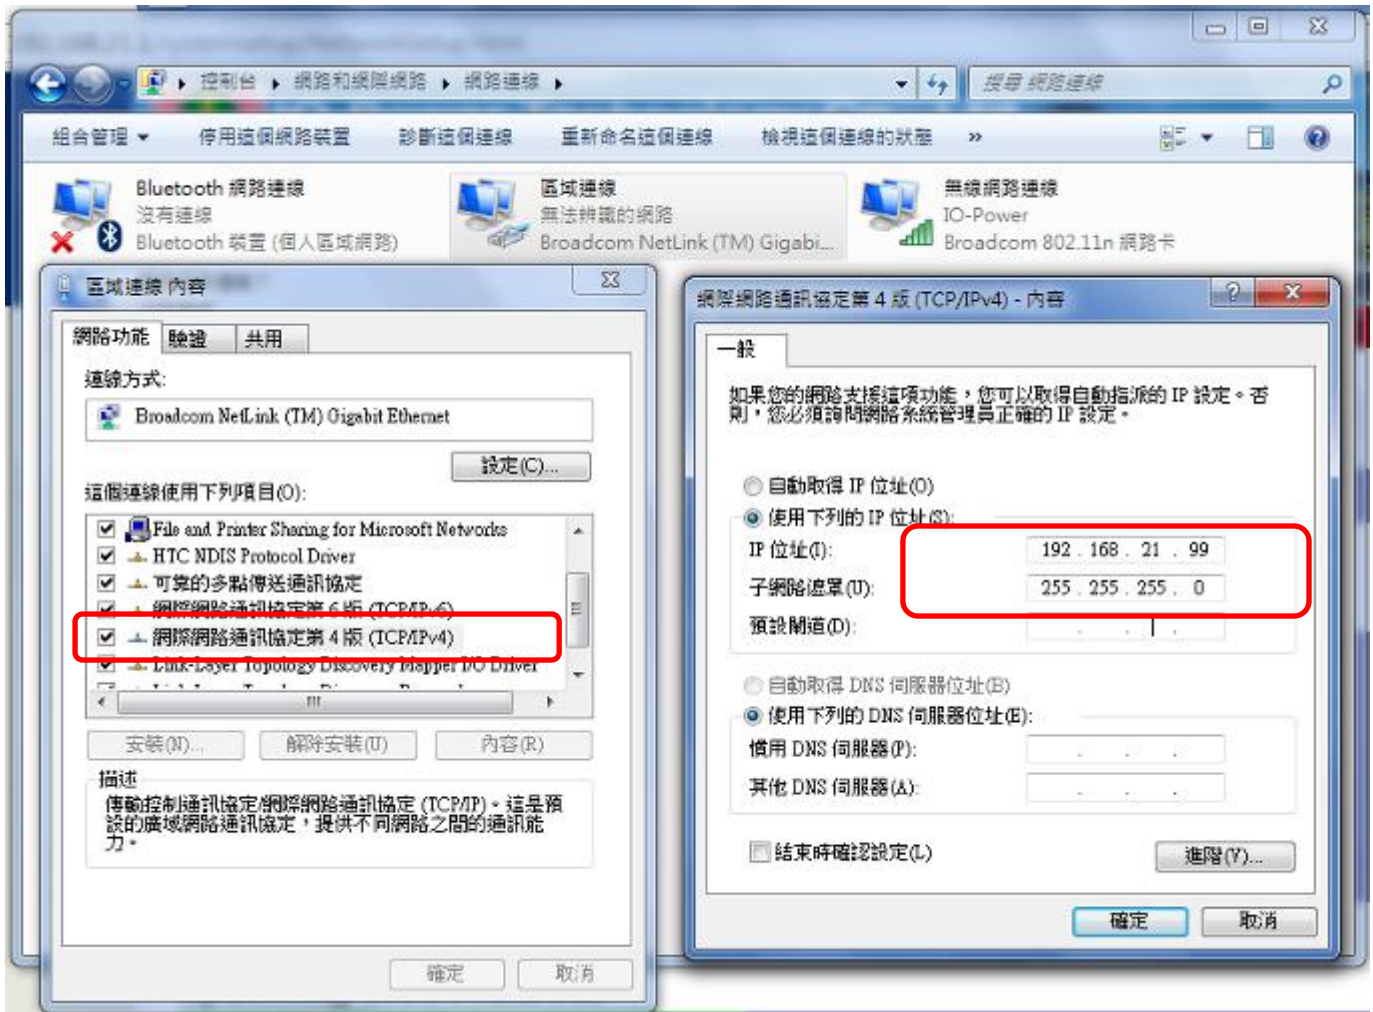 控制台 網路和網際網路 網路連線
搜尋 網路連線
組合管理 停用這個網路裝置 診斷這個連線 重新命名這個連線 檢視這個連線的狀態 »
Bluetooth 網路連線
沒有連線
Bluetooth 裝置 (個人區域網路)
區域連線
無法辨識的網路
Broadcom NetLink (TM) Gigabi...
無線網路連線
IO-Power
Broadcom 802.11n 網路卡
區域連線 內容
網路功能 驗證 共用
連線方式:
Broadcom NetLink (TM) Gigabit Ethernet
設定(C)...
這個連線使用下列項目(O):
File and Printer Sharing for Microsoft Networks
HTC NDIS Protocol Driver
可靠的多點傳送通訊協定
網際網路通訊協定第 6 版 (TCP/IPv6)
網際網路通訊協定第 4 版 (TCP/IPv4)
Link-Layer Topology Discovery Mapper I/O Driver
安裝(N)... 解除安裝(U) 內容(R)
描述
傳輸控制通訊協定/網際網路通訊協定 (TCP/IP)。這是預
設的廣域網路通訊協定，提供不同網路之間的通訊能
力。
確定 取消
網際網路通訊協定第 4 版 (TCP/IPv4) - 內容
一般
如果您的網路支援這項功能，您可以取得自動指派的 IP 設定。否
則，您必須詢問網路系統管理員正確的 IP 設定。
自動取得 IP 位址(O)
使用下列的 IP 位址(S):
IP 位址(I): 192 . 168 . 21 . 99
子網路遮罩(U): 255 . 255 . 255 . 0
預設閘道(D): . . .
自動取得 DNS 伺服器位址(B)
使用下列的 DNS 伺服器位址(E):
慣用 DNS 伺服器(P): . . .
其他 DNS 伺服器(A): . . .
結束時確認設定(L)
進階(V)...
確定 取消